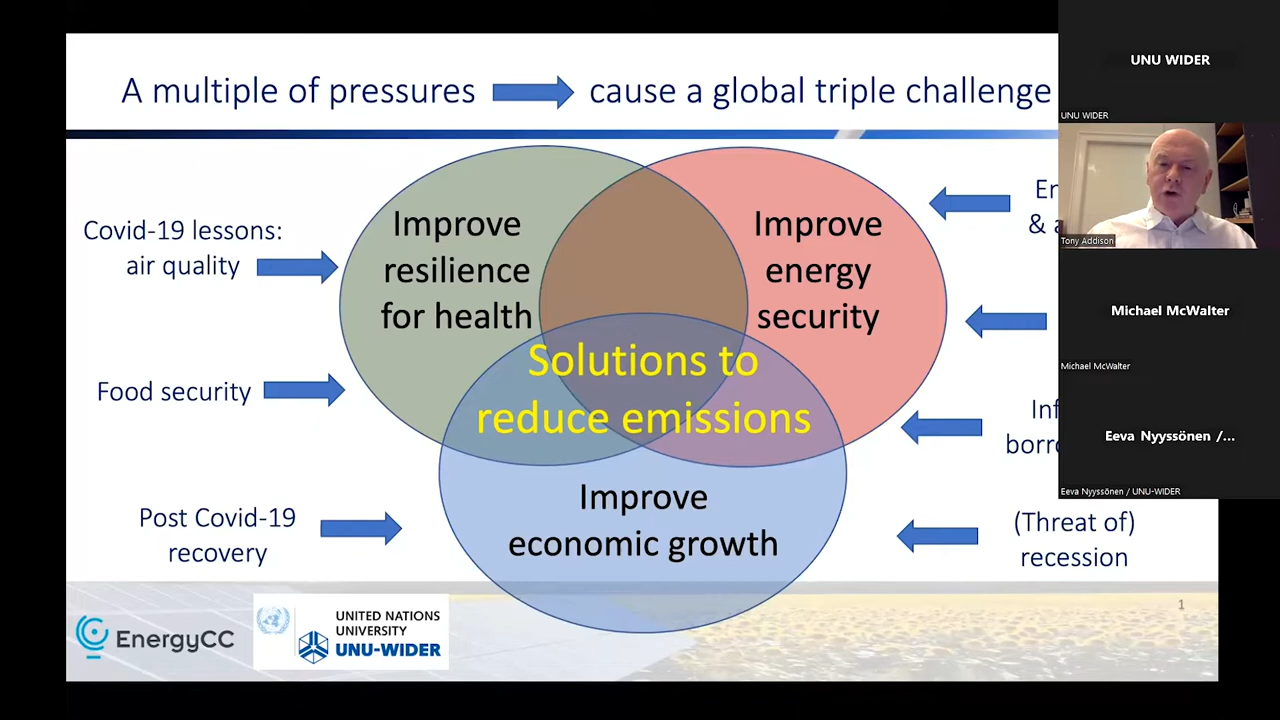 A multiple of pressures
cause a global triple challenge
Covid-19 lessons:
air quality
Food security
Post Covid-19
recovery
Improve
resilience
for health
Improve
energy
security
Solutions to
reduce emissions
Improve
economic growth
&
(Threat of)
recession
1
EnergyCC
UNITED NATIONS
UNIVERSITY
UNU-WIDER
UNU WIDER
UNU WIDER
Tony Addison
Michael McWalter
Michael McWalter
Eeva Nyyssönen /...
Eeva Nyyssönen / UNU-WIDER